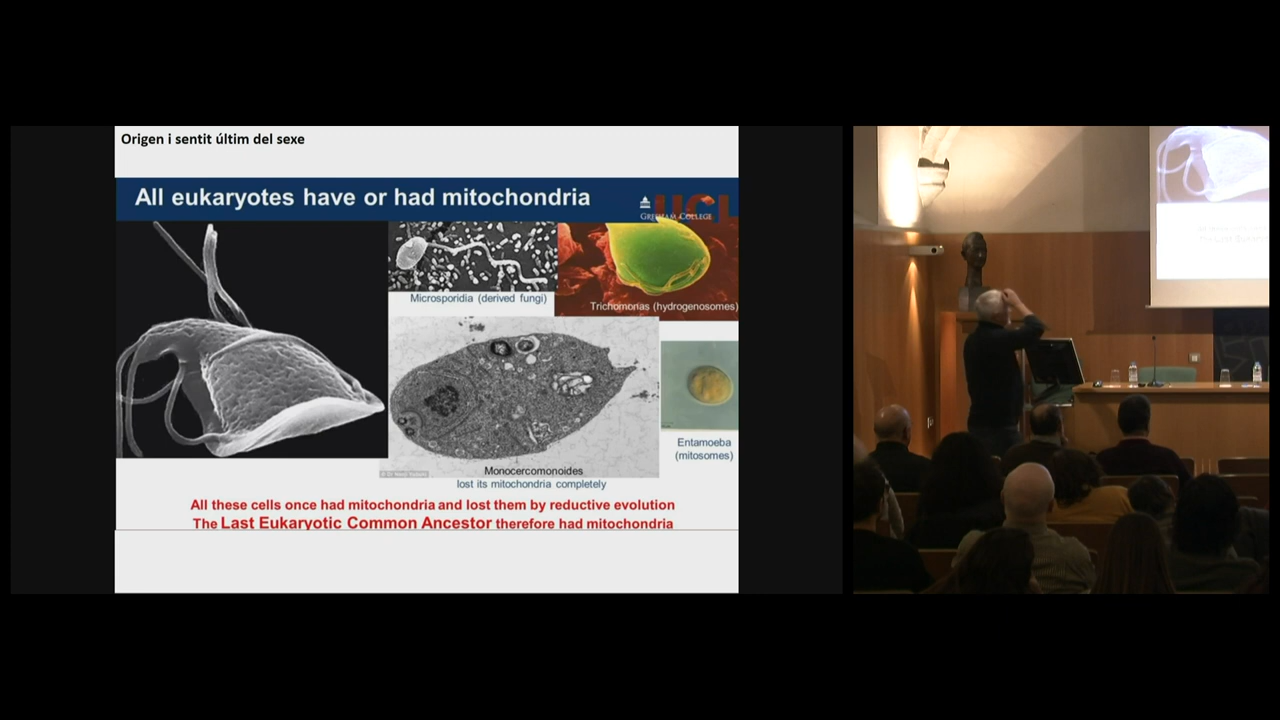 Origen i sentit últim del sexe
All eukaryotes have or had mitochondria
UCL
GRESHAM COLLEGE
Microsporidia (derived fungi)
Trichomonas (hydrogenosomes)
Entamoeba
(mitosomes)
Monocercomonoides
lost its mitochondria completely
All these cells once had mitochondria and lost them by reductive evolution
The Last Eukaryotic Common Ancestor therefore had mitochondria